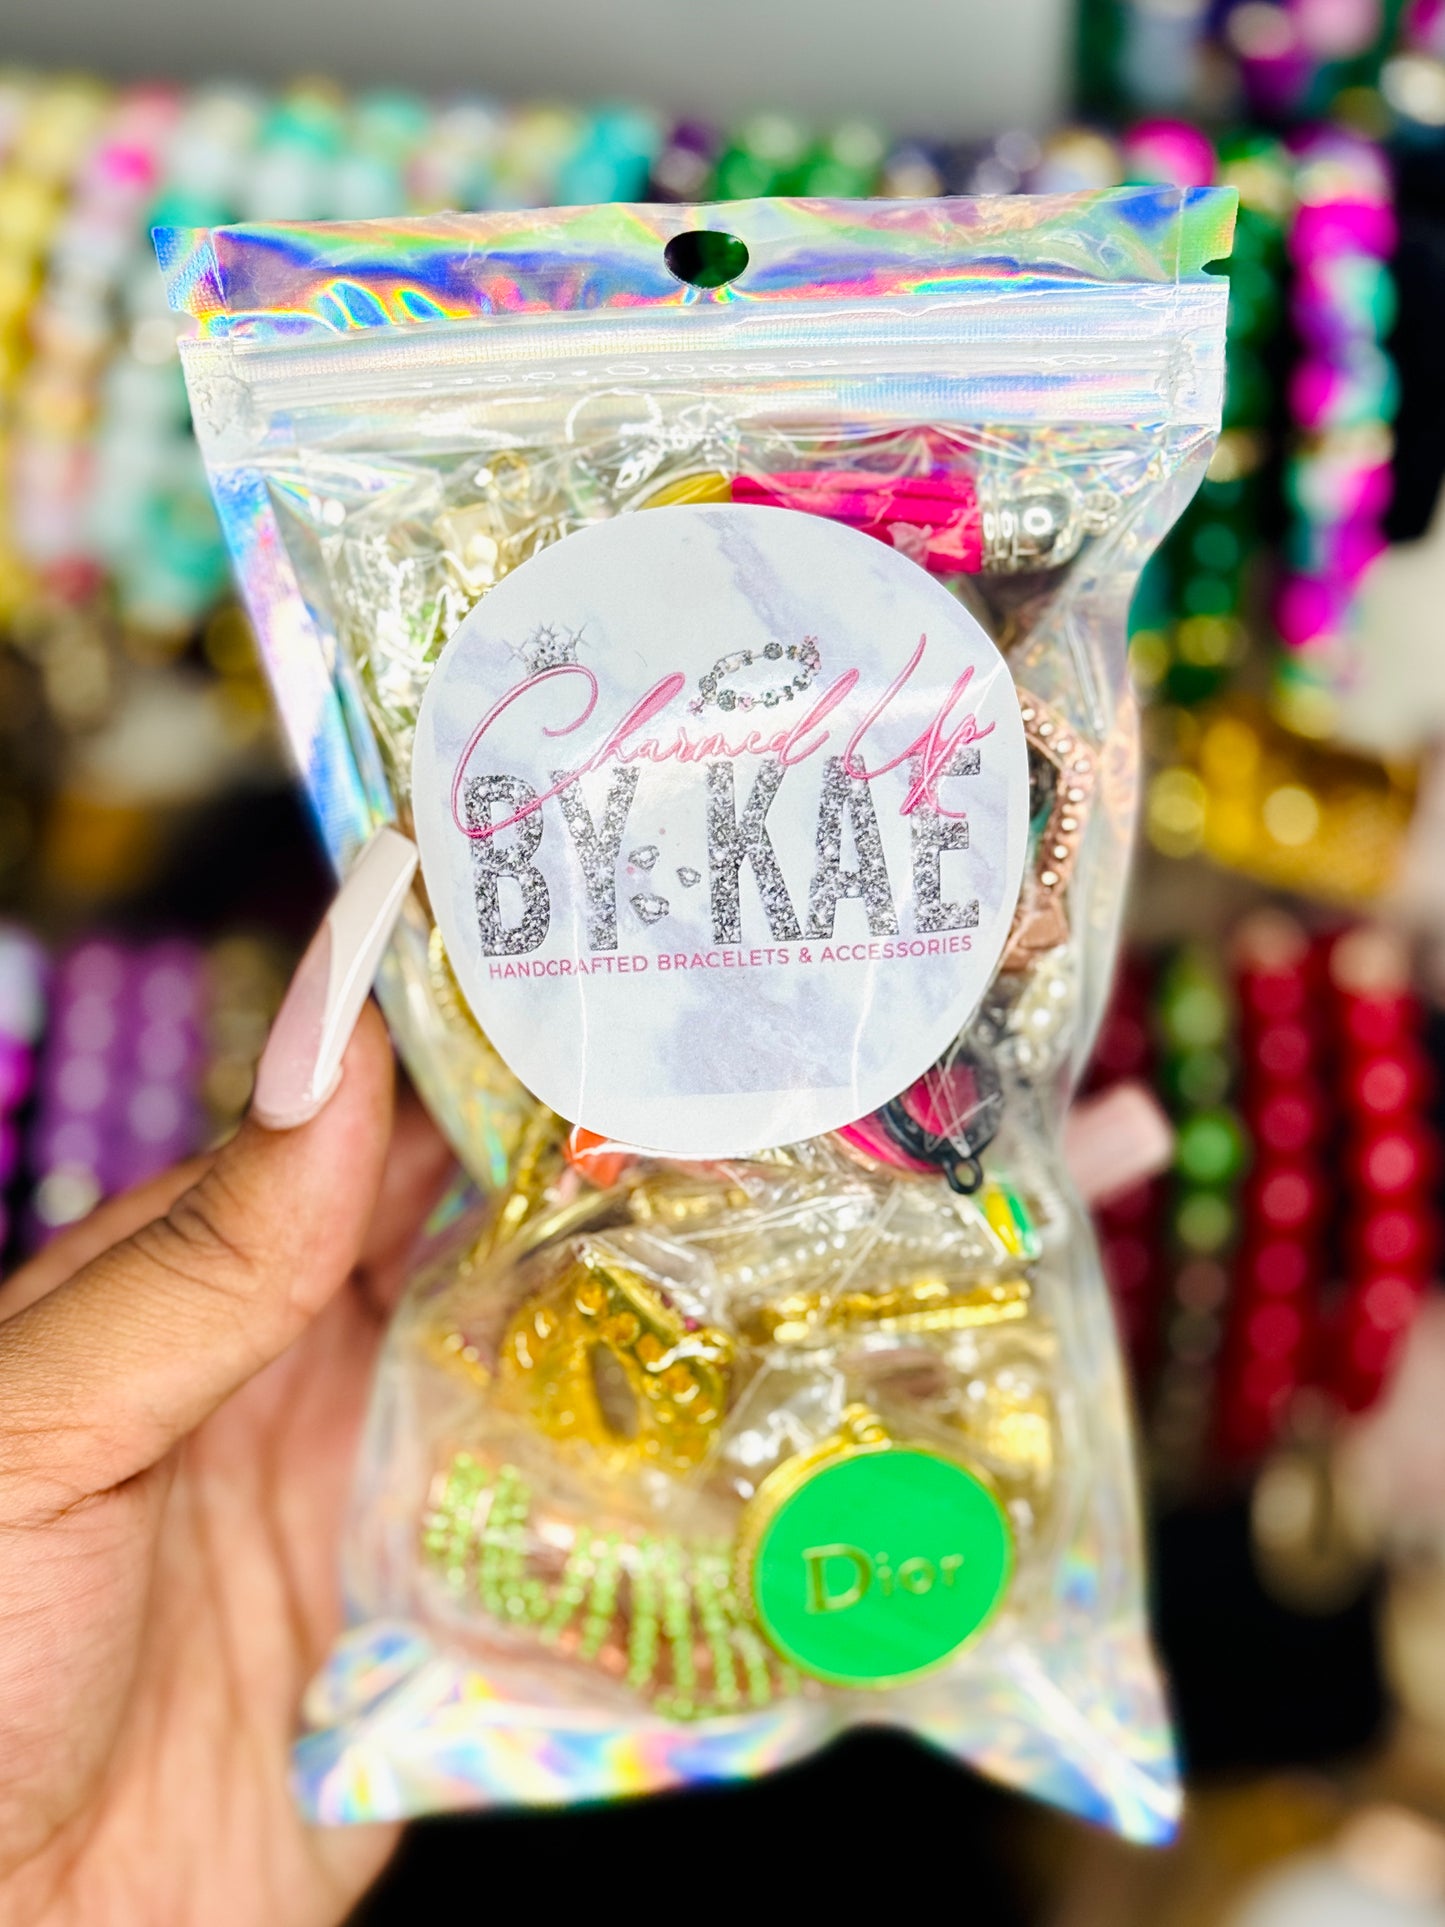 Charmed Up
BY KAE
HANDCRAFTED BRACELETS & ACCESSORIES
Dior